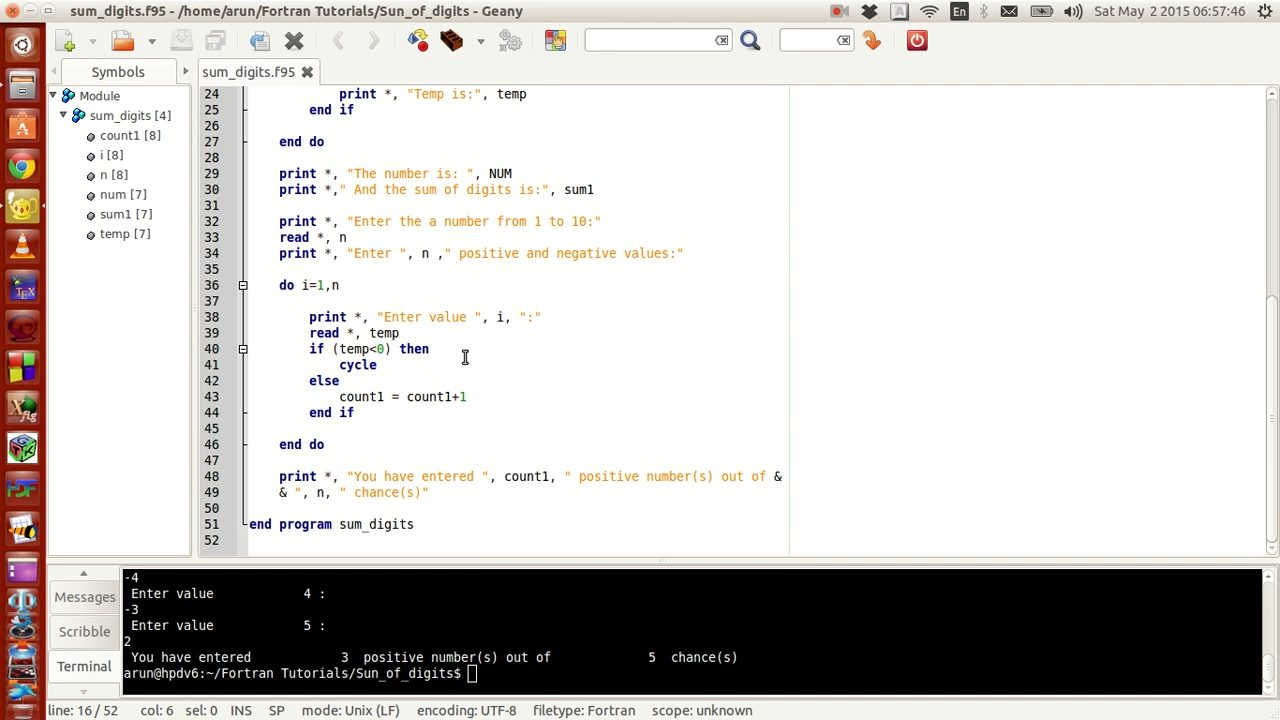 sum_digits.f95 - /home/arun/Fortran Tutorials/Sun_of_digits - Geany
En
Sat May 2 2015 06:57:46
Symbols
sum_digits.f95
Module
sum_digits [4]
count1 [8]
i [8]
n [8]
num [7]
sum1 [7]
temp [7]
24 print *, "Temp is:", temp
25 end if
26
27 end do
28
29 print *, "The number is: ", NUM
30 print *," And the sum of digits is:", sum1
31
32 print *, "Enter the a number from 1 to 10:"
33 read *, n
34 print *, "Enter ", n ," positive and negative values:"
35
36 do i=1,n
37
38 print *, "Enter value ", i, ":"
39 read *, temp
40 if (temp<0) then
41 cycle
42 else
43 count1 = count1+1
44 end if
45
46 end do
47
48 print *, "You have entered ", count1, " positive number(s) out of &
49 & ", n, " chance(s)"
50
51 end program sum_digits
52
Messages
Scribble
Terminal
-4
Enter value 4 :
-3
Enter value 5 :
2
You have entered 3 positive number(s) out of 5 chance(s)
arun@hpdv6:~/Fortran Tutorials/Sun_of_digits$
line: 16 / 52 col: 6 sel: 0 INS SP mode: Unix (LF) encoding: UTF-8 filetype: Fortran scope: unknown